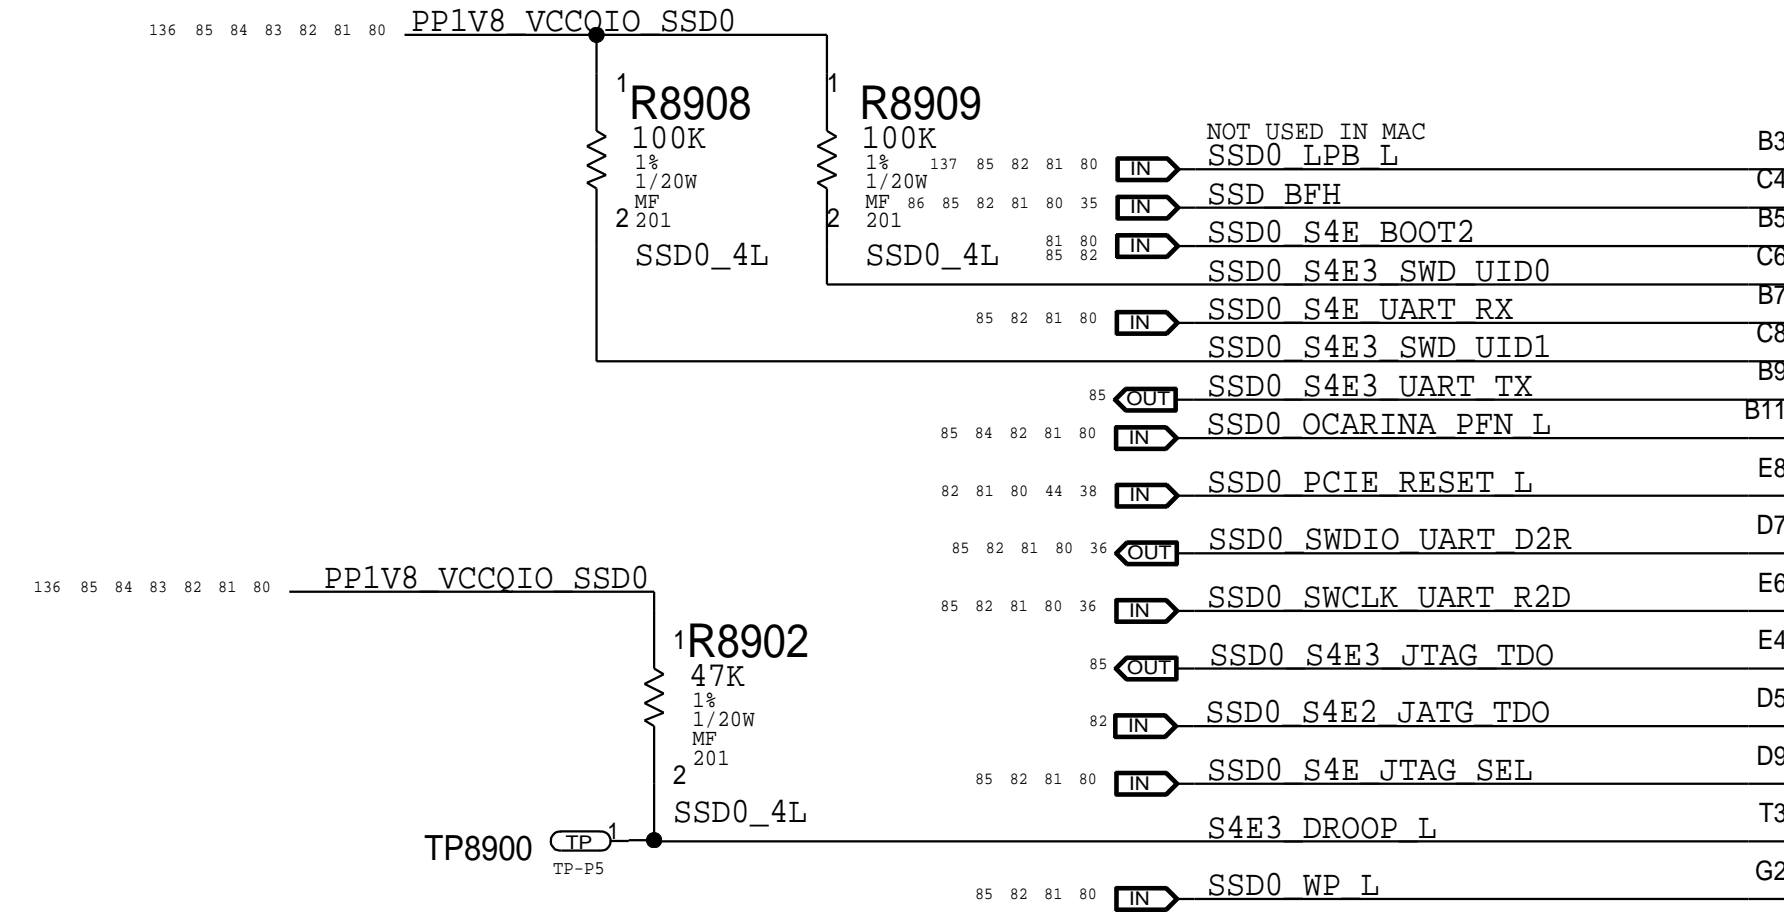 136 85 84 83 82 81 80 PP1V8_VCCQIO_SSD0
1 R8908
100K
1%
1/20W
MF
2 201
SSD0_4L
1 R8909
100K
1%
1/20W
MF
2 201
SSD0_4L
NOT USED IN MAC
137 85 82 81 80 IN SSD0_LPB_L B3
86 85 82 81 80 35 IN SSD_BFH C4
81 80
85 82 IN SSD0_S4E_BOOT2 B5
SSD0_S4E3_SWD_UID0 C6
85 82 81 80 IN SSD0_S4E_UART_RX B7
SSD0_S4E3_SWD_UID1 C8
85 OUT SSD0_S4E3_UART_TX B9
85 84 82 81 80 IN SSD0_OCARINA_PFN_L B11
82 81 80 44 38 IN SSD0_PCIE_RESET_L E8
85 82 81 80 36 OUT SSD0_SWDIO_UART_D2R D7
136 85 84 83 82 81 80 PP1V8_VCCQIO_SSD0
85 82 81 80 36 IN SSD0_SWCLK_UART_R2D E6
1 R8902
47K
1%
1/20W
MF
201
2
SSD0_4L
85 OUT SSD0_S4E3_JTAG_TDO E4
82 IN SSD0_S4E2_JATG_TDO D5
85 82 81 80 IN SSD0_S4E_JTAG_SEL D9
TP8900 TP 1
TP-P5
S4E3_DROOP_L T3
85 82 81 80 IN SSD0_WP_L G2